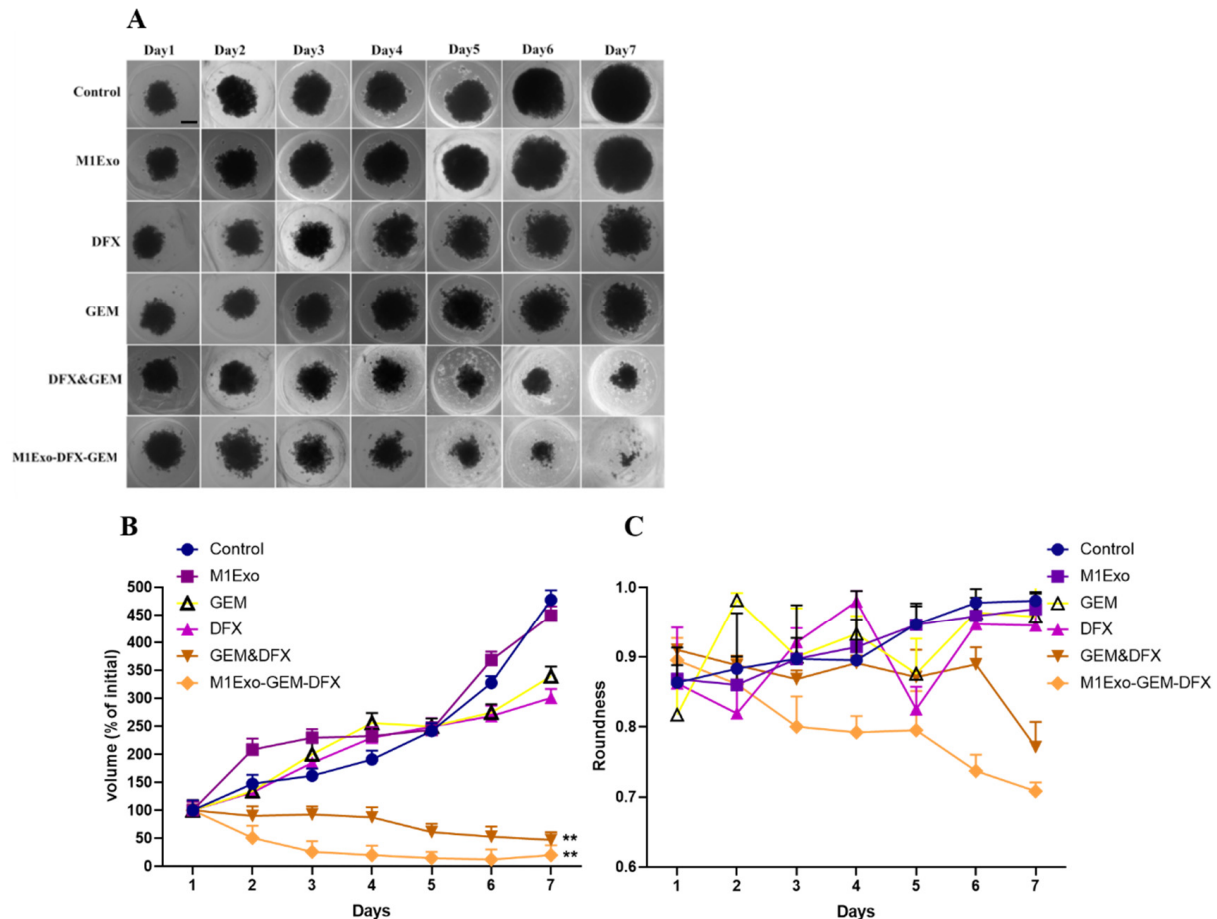 A
Day1 Day2 Day3 Day4 Day5 Day6 Day7
Control
M1Exo
DFX
GEM
DFX&GEM
M1Exo-DFX-GEM
B
Control
M1Exo
GEM
DFX
GEM&DFX
M1Exo-GEM-DFX
volume (% of initial)
500
450
400
350
300
250
200
150
100
50
0
**
**
1 2 3 4 5 6 7
Days
C
Control
M1Exo
GEM
DFX
GEM&DFX
M1Exo-GEM-DFX
Roundness
1.0
0.9
0.8
0.7
0.6
1 2 3 4 5 6 7
Days